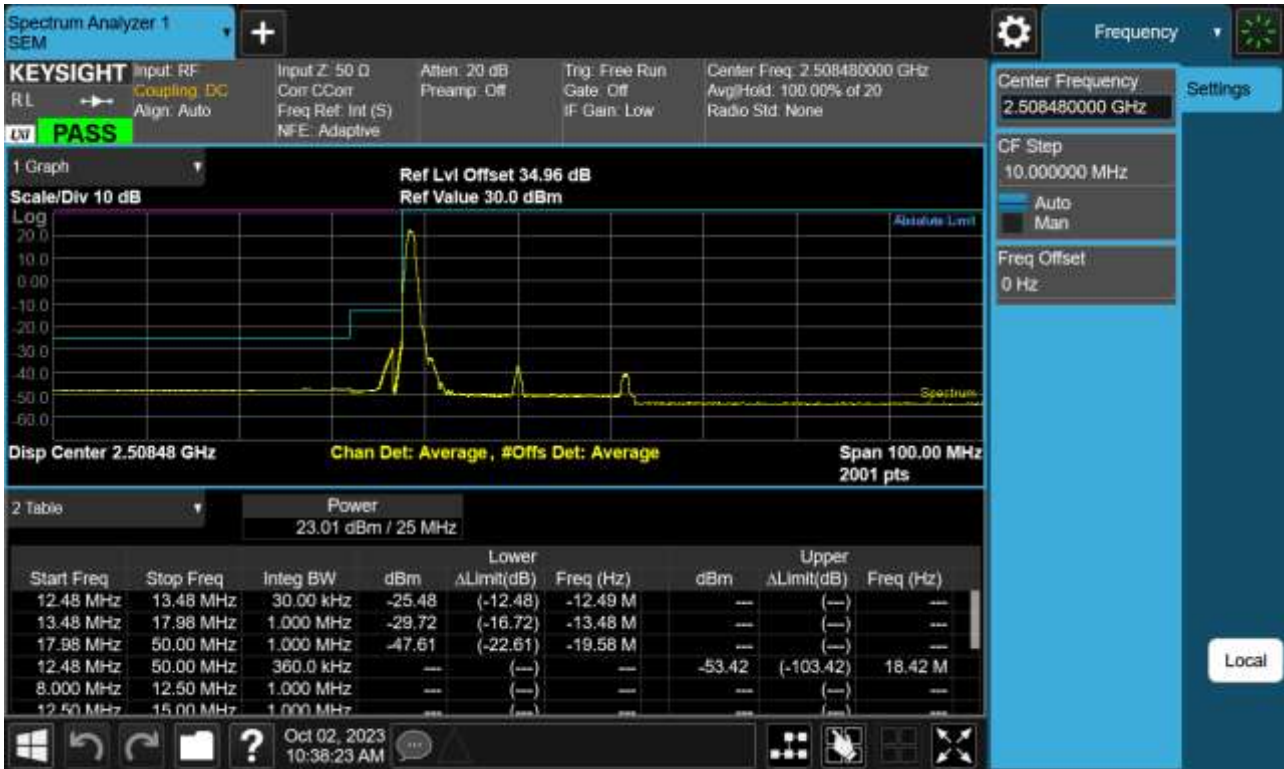 Spectrum Analyzer 1
SEM
+
Frequency
KEYSIGHT
RL
LXI PASS
Input: RF
Coupling: DC
Align: Auto
Input Z: 50 Ω
Corr CCorr
Freq Ref: Int (S)
NFE: Adaptive
Atten: 20 dB
Preamp: Off
Trig: Free Run
Gate: Off
IF Gain: Low
Center Freq: 2.508480000 GHz
Avg|Hold: 100.00% of 20
Radio Std: None
Center Frequency
2.508480000 GHz
Settings
CF Step
10.000000 MHz
Auto
Man
Freq Offset
0 Hz
Local
1 Graph
Scale/Div 10 dB
Ref Lvl Offset 34.96 dB
Ref Value 30.0 dBm
Log
20.0
10.0
0.00
-10.0
-20.0
-30.0
-40.0
-50.0
-60.0
Absolute Limit
Spectrum
Disp Center 2.50848 GHz
Chan Det: Average, #Offs Det: Average
Span 100.00 MHz
2001 pts
2 Table
Power
23.01 dBm / 25 MHz
Lower Upper
Start Freq Stop Freq Integ BW dBm ΔLimit(dB) Freq (Hz) dBm ΔLimit(dB) Freq (Hz)
12.48 MHz 13.48 MHz 30.00 kHz -25.48 (-12.48) -12.49 M --- (---) ---
13.48 MHz 17.98 MHz 1.000 MHz -29.72 (-16.72) -13.48 M --- (---) ---
17.98 MHz 50.00 MHz 1.000 MHz -47.61 (-22.61) -19.58 M --- (---) ---
12.48 MHz 50.00 MHz 360.0 kHz --- (---) --- -53.42 (-103.42) 18.42 M
8.000 MHz 12.50 MHz 1.000 MHz --- (---) --- --- (---) ---
12.50 MHz 15.00 MHz 1.000 MHz --- (---) --- --- (---) ---
?
Oct 02, 2023
10:38:23 AM